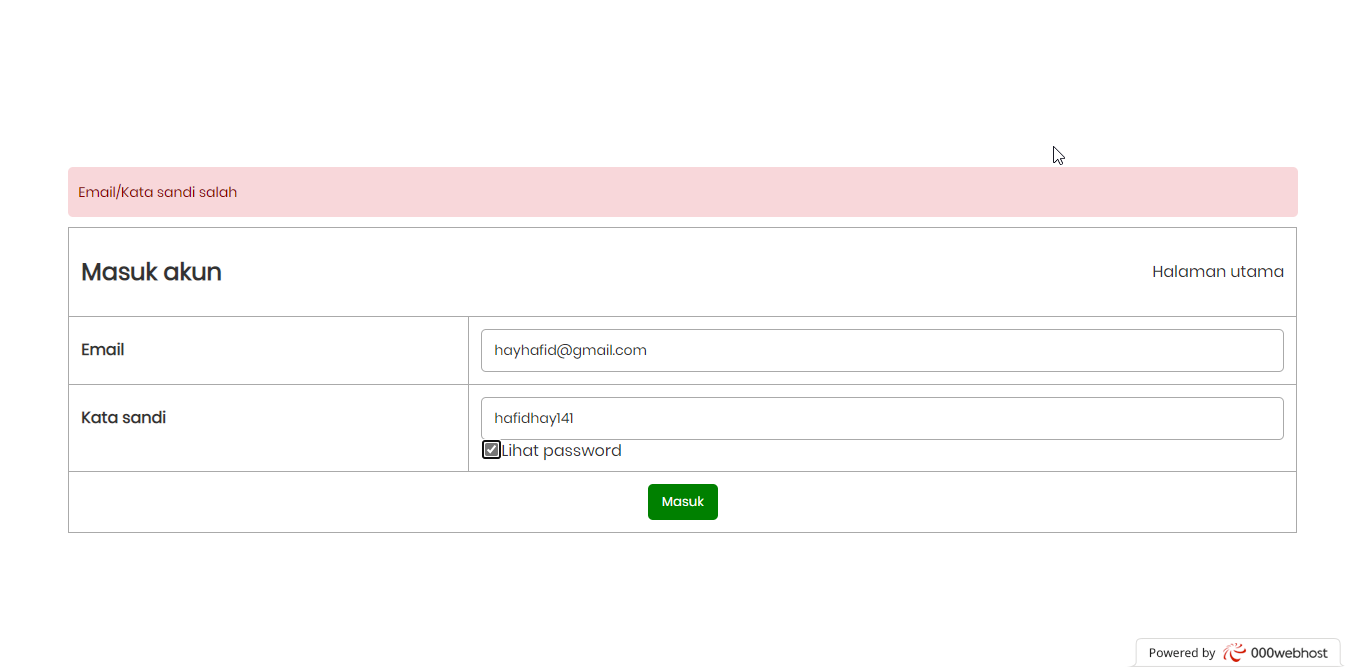 Email/Kata sandi salah
Masuk akun
Halaman utama
Email
hayhafid@gmail.com
Kata sandi
hafidhay141
Lihat password
Masuk
Powered by 000webhost